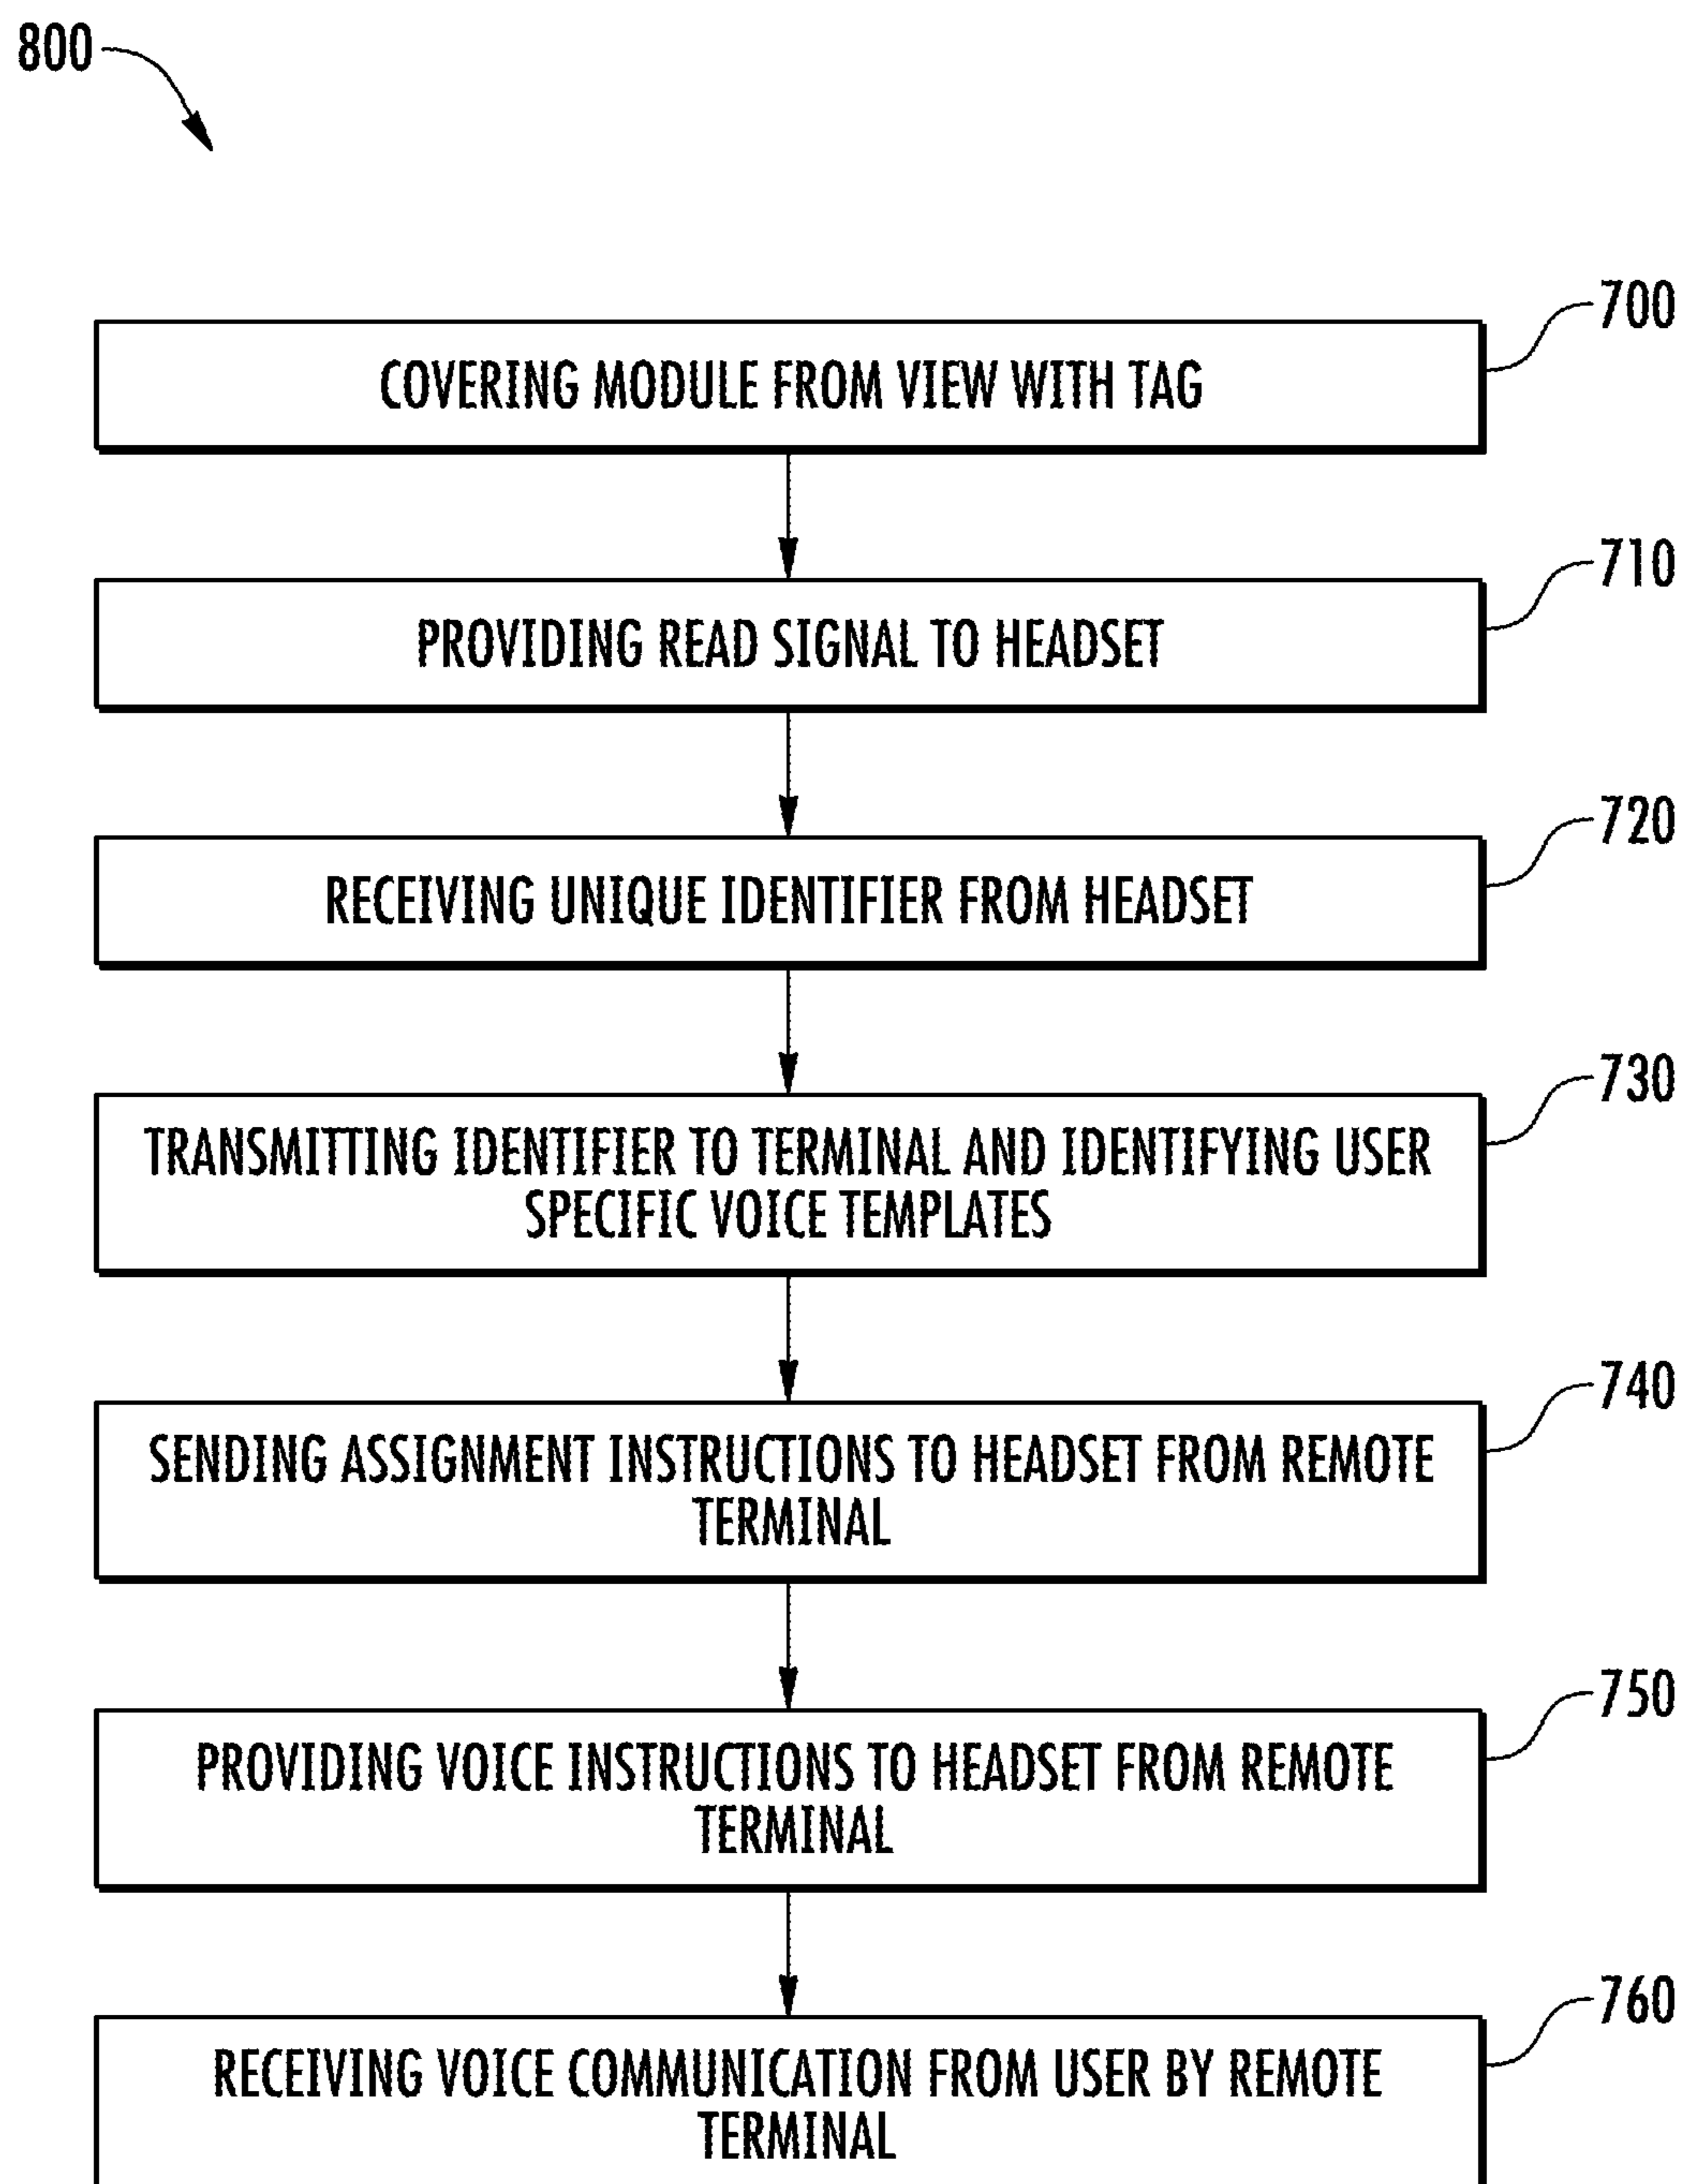 800
700
COVERING MODULE FROM VIEW WITH TAG
710
PROVIDING READ SIGNAL TO HEADSET
720
RECEIVING UNIQUE IDENTIFIER FROM HEADSET
730
TRANSMITTING IDENTIFIER TO TERMINAL AND IDENTIFYING USER
SPECIFIC VOICE TEMPLATES
740
SENDING ASSIGNMENT INSTRUCTIONS TO HEADSET FROM REMOTE
TERMINAL
750
PROVIDING VOICE INSTRUCTIONS TO HEADSET FROM REMOTE
TERMINAL
760
RECEIVING VOICE COMMUNICATION FROM USER BY REMOTE
TERMINAL